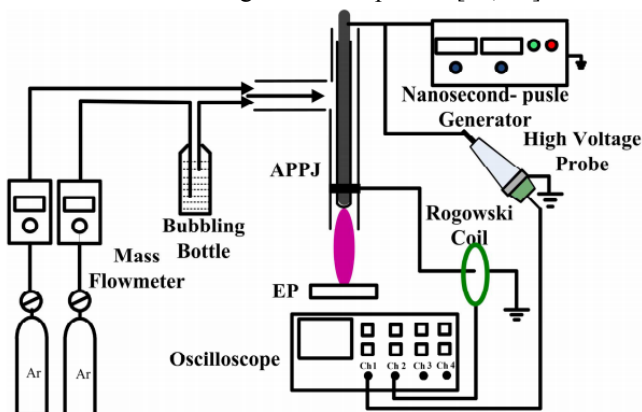 Nanosecond- pusle
Generator
High Voltage
Probe
APPJ
Rogowski
Coil
Bubbling
Bottle
Mass
Flowmeter
EP
Oscilloscope
Ch 1 Ch 2 Ch 3 Ch 4
Ar
Ar